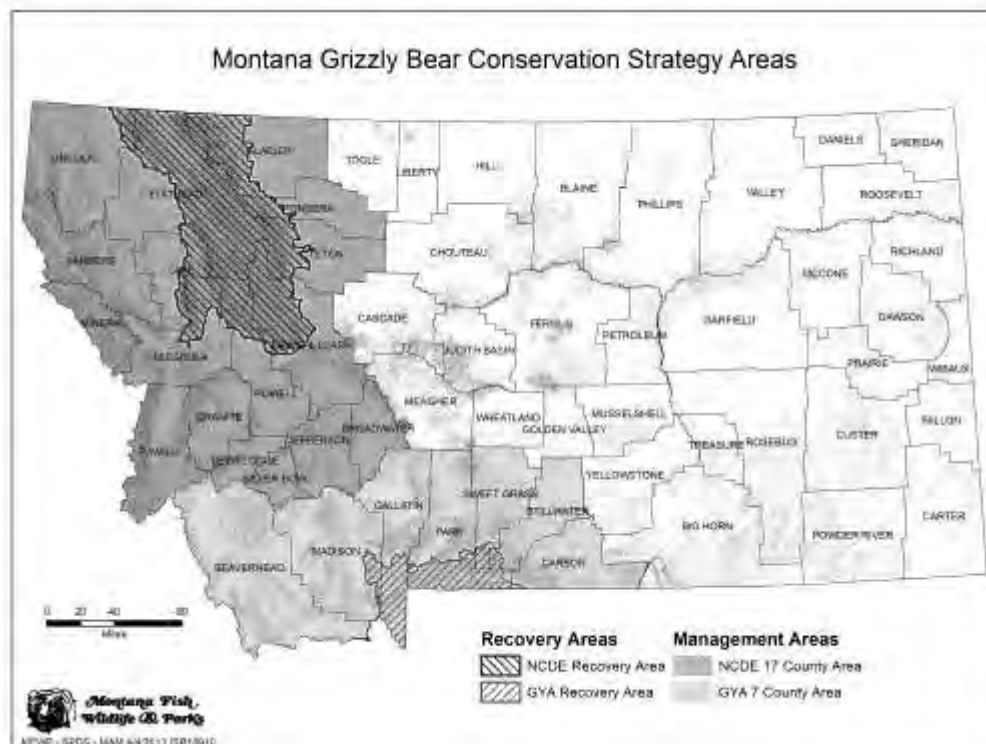 Montana Grizzly Bear Conservation Strategy Areas
DANIELS
SHERIDAN
LINCOLN
GLACIER
TOOLE
LIBERTY
HILL
BLAINE
PHILLIPS
VALLEY
ROOSEVELT
FLATHEAD
PONDERA
TETON
CHOUTEAU
RICHLAND
SANDERS
MCCONE
CASCADE
FERGUS
GARFIELD
DAWSON
MINERAL
MISSOULA
JUDITH BASIN
PETROLEUM
PRAIRIE
WIBAUX
POWELL
MEAGHER
WHEATLAND
MUSSELSHELL
GRANITE
BROADWATER
GOLDEN VALLEY
TREASURE
ROSEBUD
CUSTER
FALLON
RAVALLI
JEFFERSON
DEER LODGE
SILVER BOW
YELLOWSTONE
GALLATIN
SWEET GRASS
STILLWATER
PARK
BIG HORN
POWDER RIVER
CARTER
MADISON
BEAVERHEAD
CARBON
0 20 40 80
Miles
Recovery Areas
NCDE Recovery Area
GYA Recovery Area
Management Areas
NCDE 17 County Area
GYA 7 County Area
Montana Fish
Wildlife & Parks